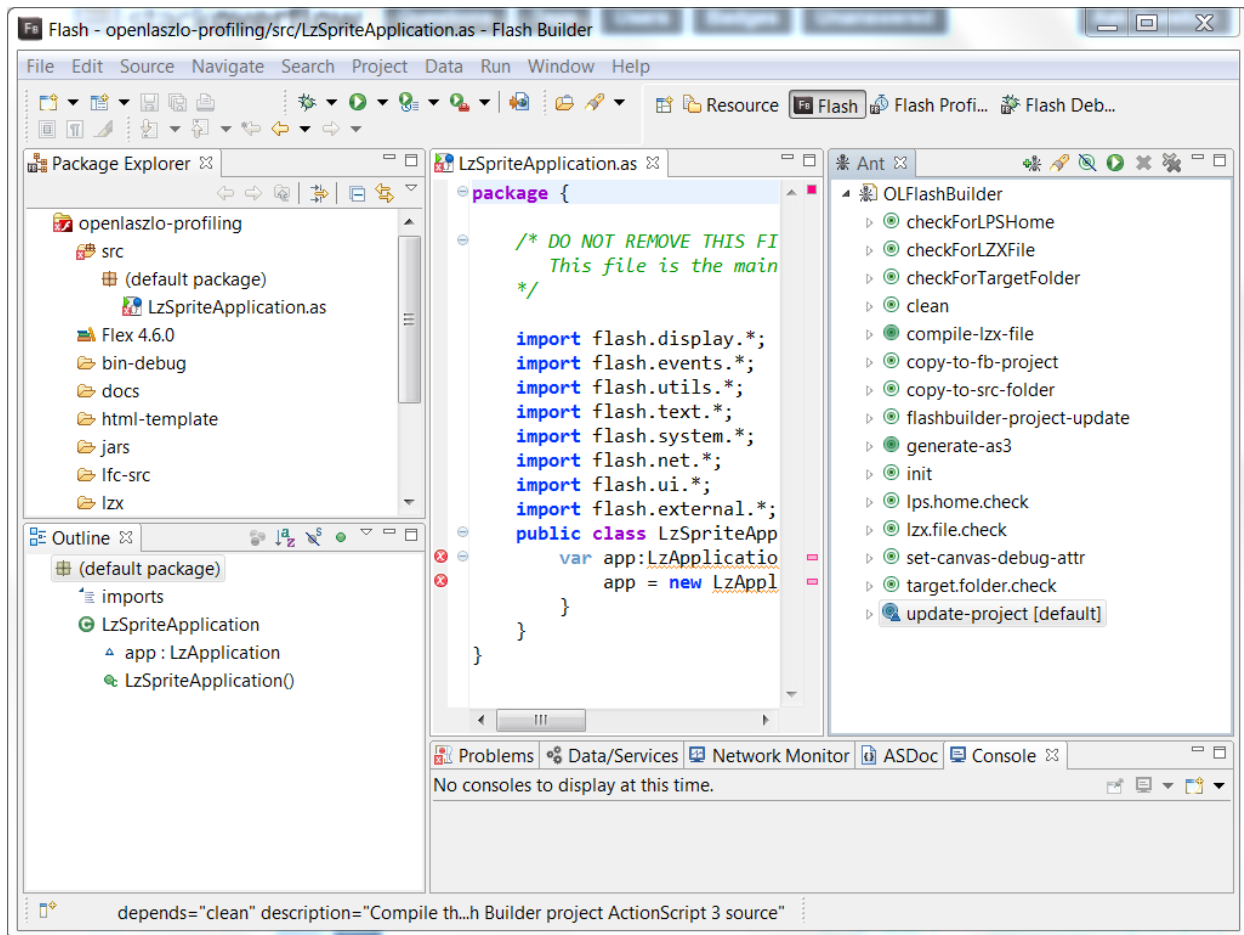 Flash - openlaszlo-profiling/src/LzSpriteApplication.as - Flash Builder
File Edit Source Navigate Search Project Data Run Window Help
Resource Flash Flash Profi... Flash Deb...
Package Explorer
openlaszlo-profiling
src
(default package)
LzSpriteApplication.as
Flex 4.6.0
bin-debug
docs
html-template
jars
lfc-src
lzx
Outline
(default package)
imports
LzSpriteApplication
app : LzApplication
LzSpriteApplication()
LzSpriteApplication.as
package {
/* DO NOT REMOVE THIS FI
This file is the main
*/
import flash.display.*;
import flash.events.*;
import flash.utils.*;
import flash.text.*;
import flash.system.*;
import flash.net.*;
import flash.ui.*;
import flash.external.*;
public class LzSpriteApp
var app:LzApplicatio
app = new LzAppl
}
}
}
Ant
OLFlashBuilder
checkForLPSHome
checkForLZXFile
checkForTargetFolder
clean
compile-lzx-file
copy-to-fb-project
copy-to-src-folder
flashbuilder-project-update
generate-as3
init
lps.home.check
lzx.file.check
set-canvas-debug-attr
target.folder.check
update-project [default]
Problems Data/Services Network Monitor ASDoc Console
No consoles to display at this time.
depends="clean" description="Compile th...h Builder project ActionScript 3 source"